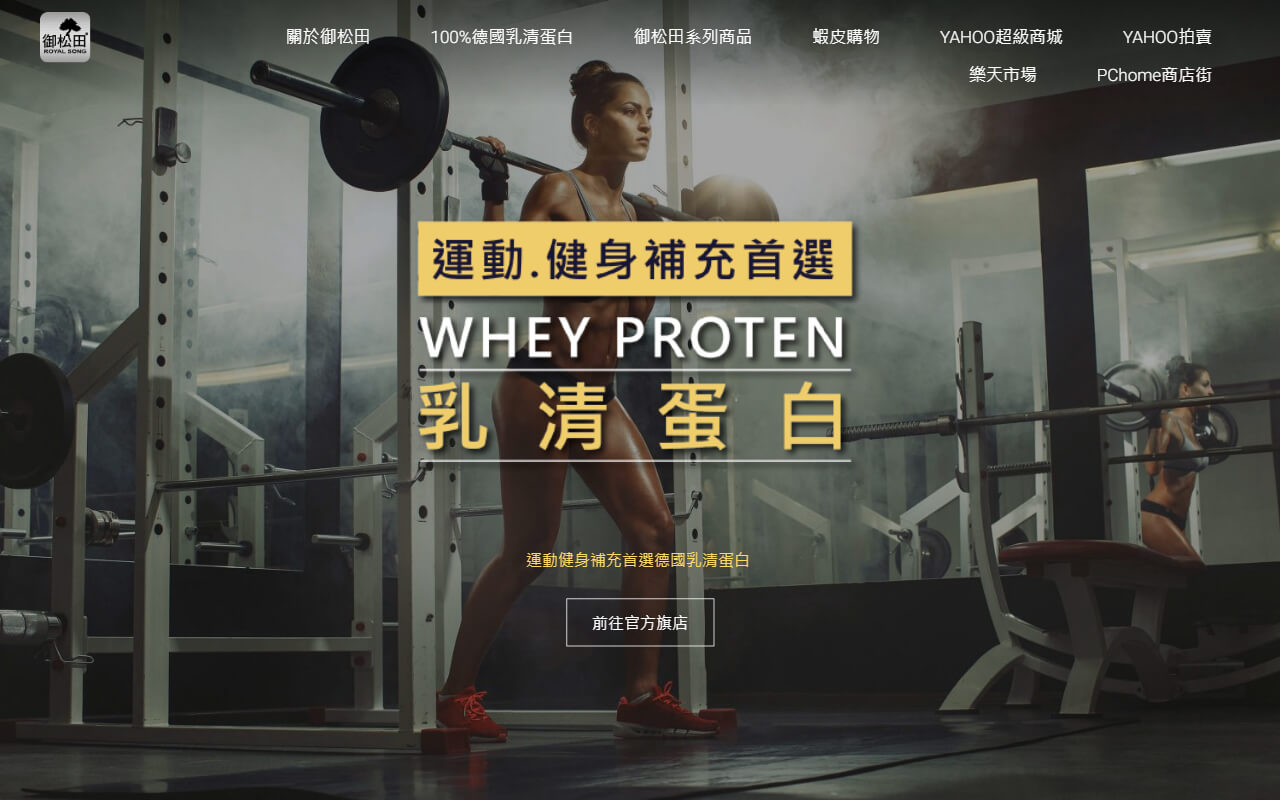 御松田
ROYAL SONG
關於御松田
100%德國乳清蛋白
御松田系列商品
蝦皮購物
YAHOO超級商城
YAHOO拍賣
樂天市場
PChome商店街
運動.健身補充首選
WHEY PROTEN
乳清蛋白
運動健身補充首選德國乳清蛋白
前往官方旗店